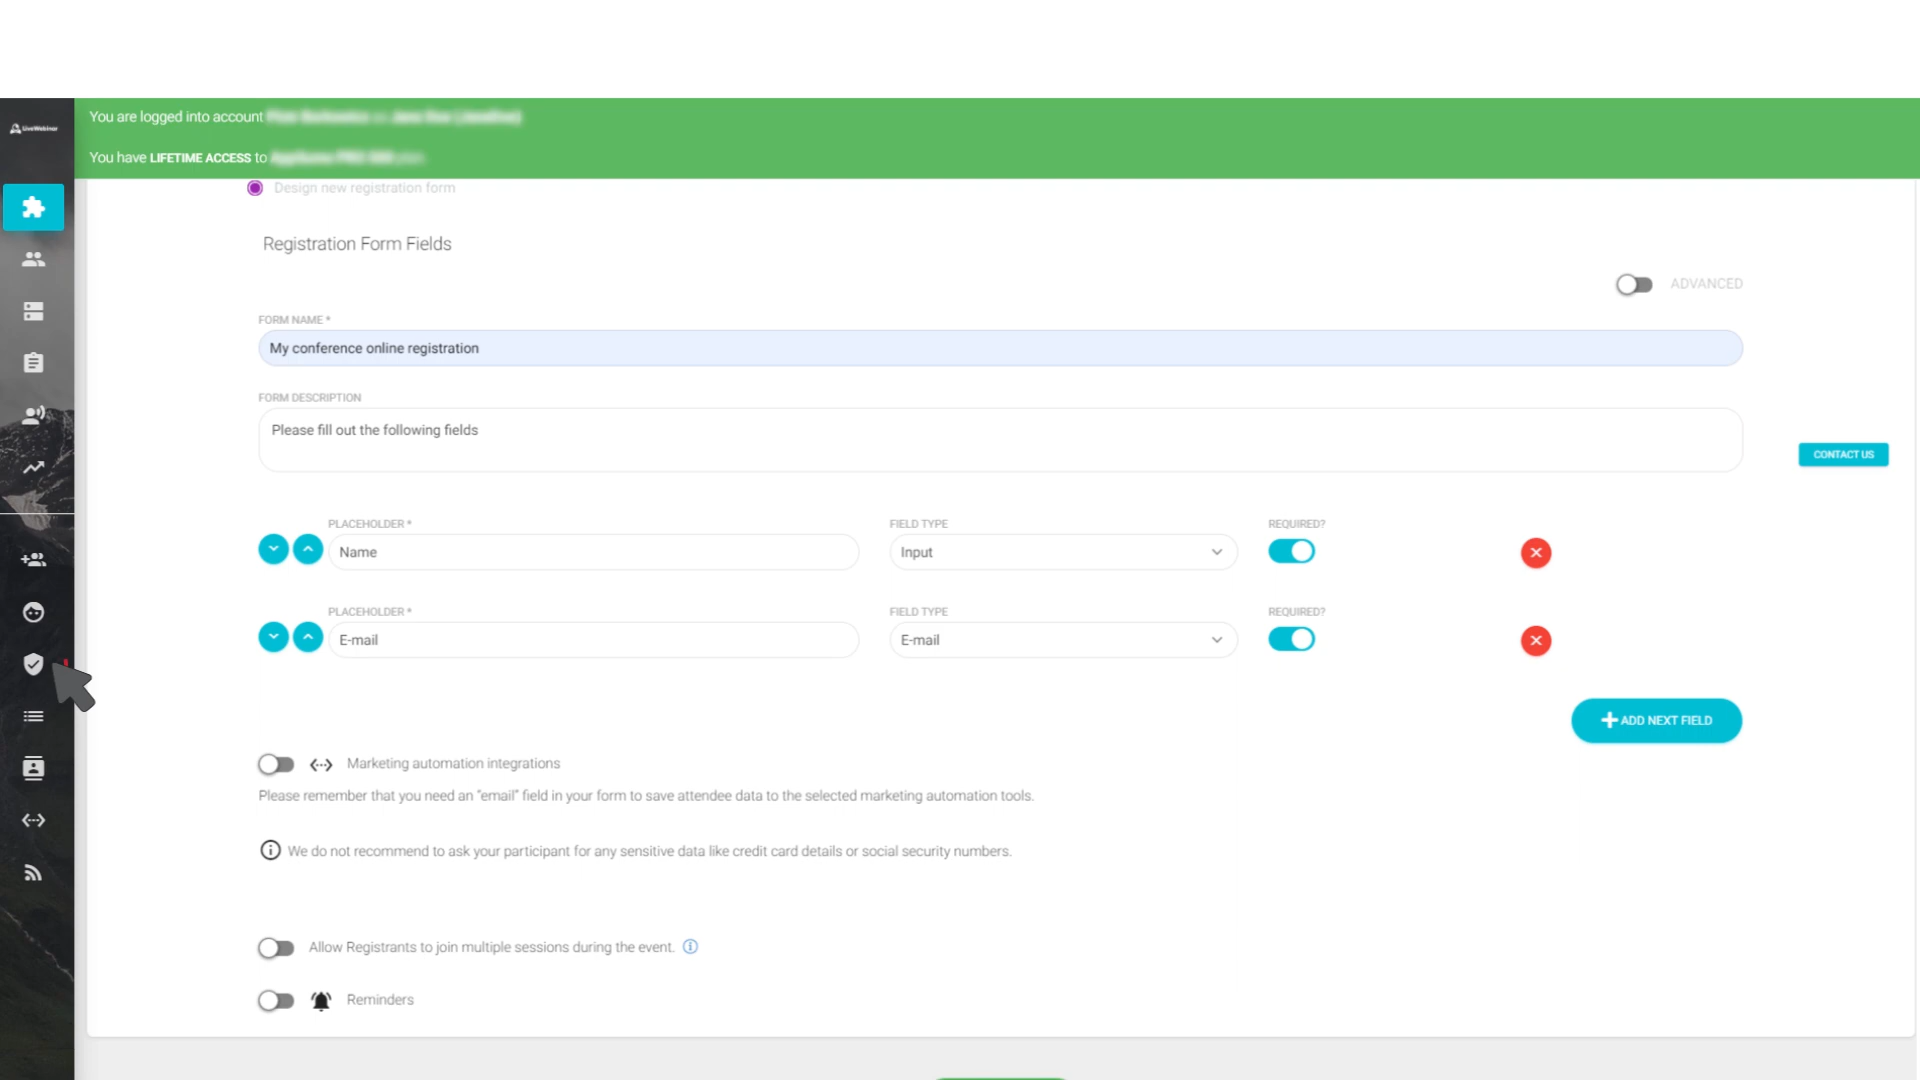 LiveWebinar
You are logged into account
You have LIFETIME ACCESS to
Design new registration form
Registration Form Fields
ADVANCED
FORM NAME *
My conference online registration
FORM DESCRIPTION
Please fill out the following fields
CONTACT US
PLACEHOLDER * FIELD TYPE REQUIRED?
Name Input
PLACEHOLDER * FIELD TYPE REQUIRED?
E-mail E-mail
ADD NEXT FIELD
Marketing automation integrations
Please remember that you need an "email" field in your form to save attendee data to the selected marketing automation tools.
We do not recommend to ask your participant for any sensitive data like credit card details or social security numbers.
Allow Registrants to join multiple sessions during the event.
Reminders